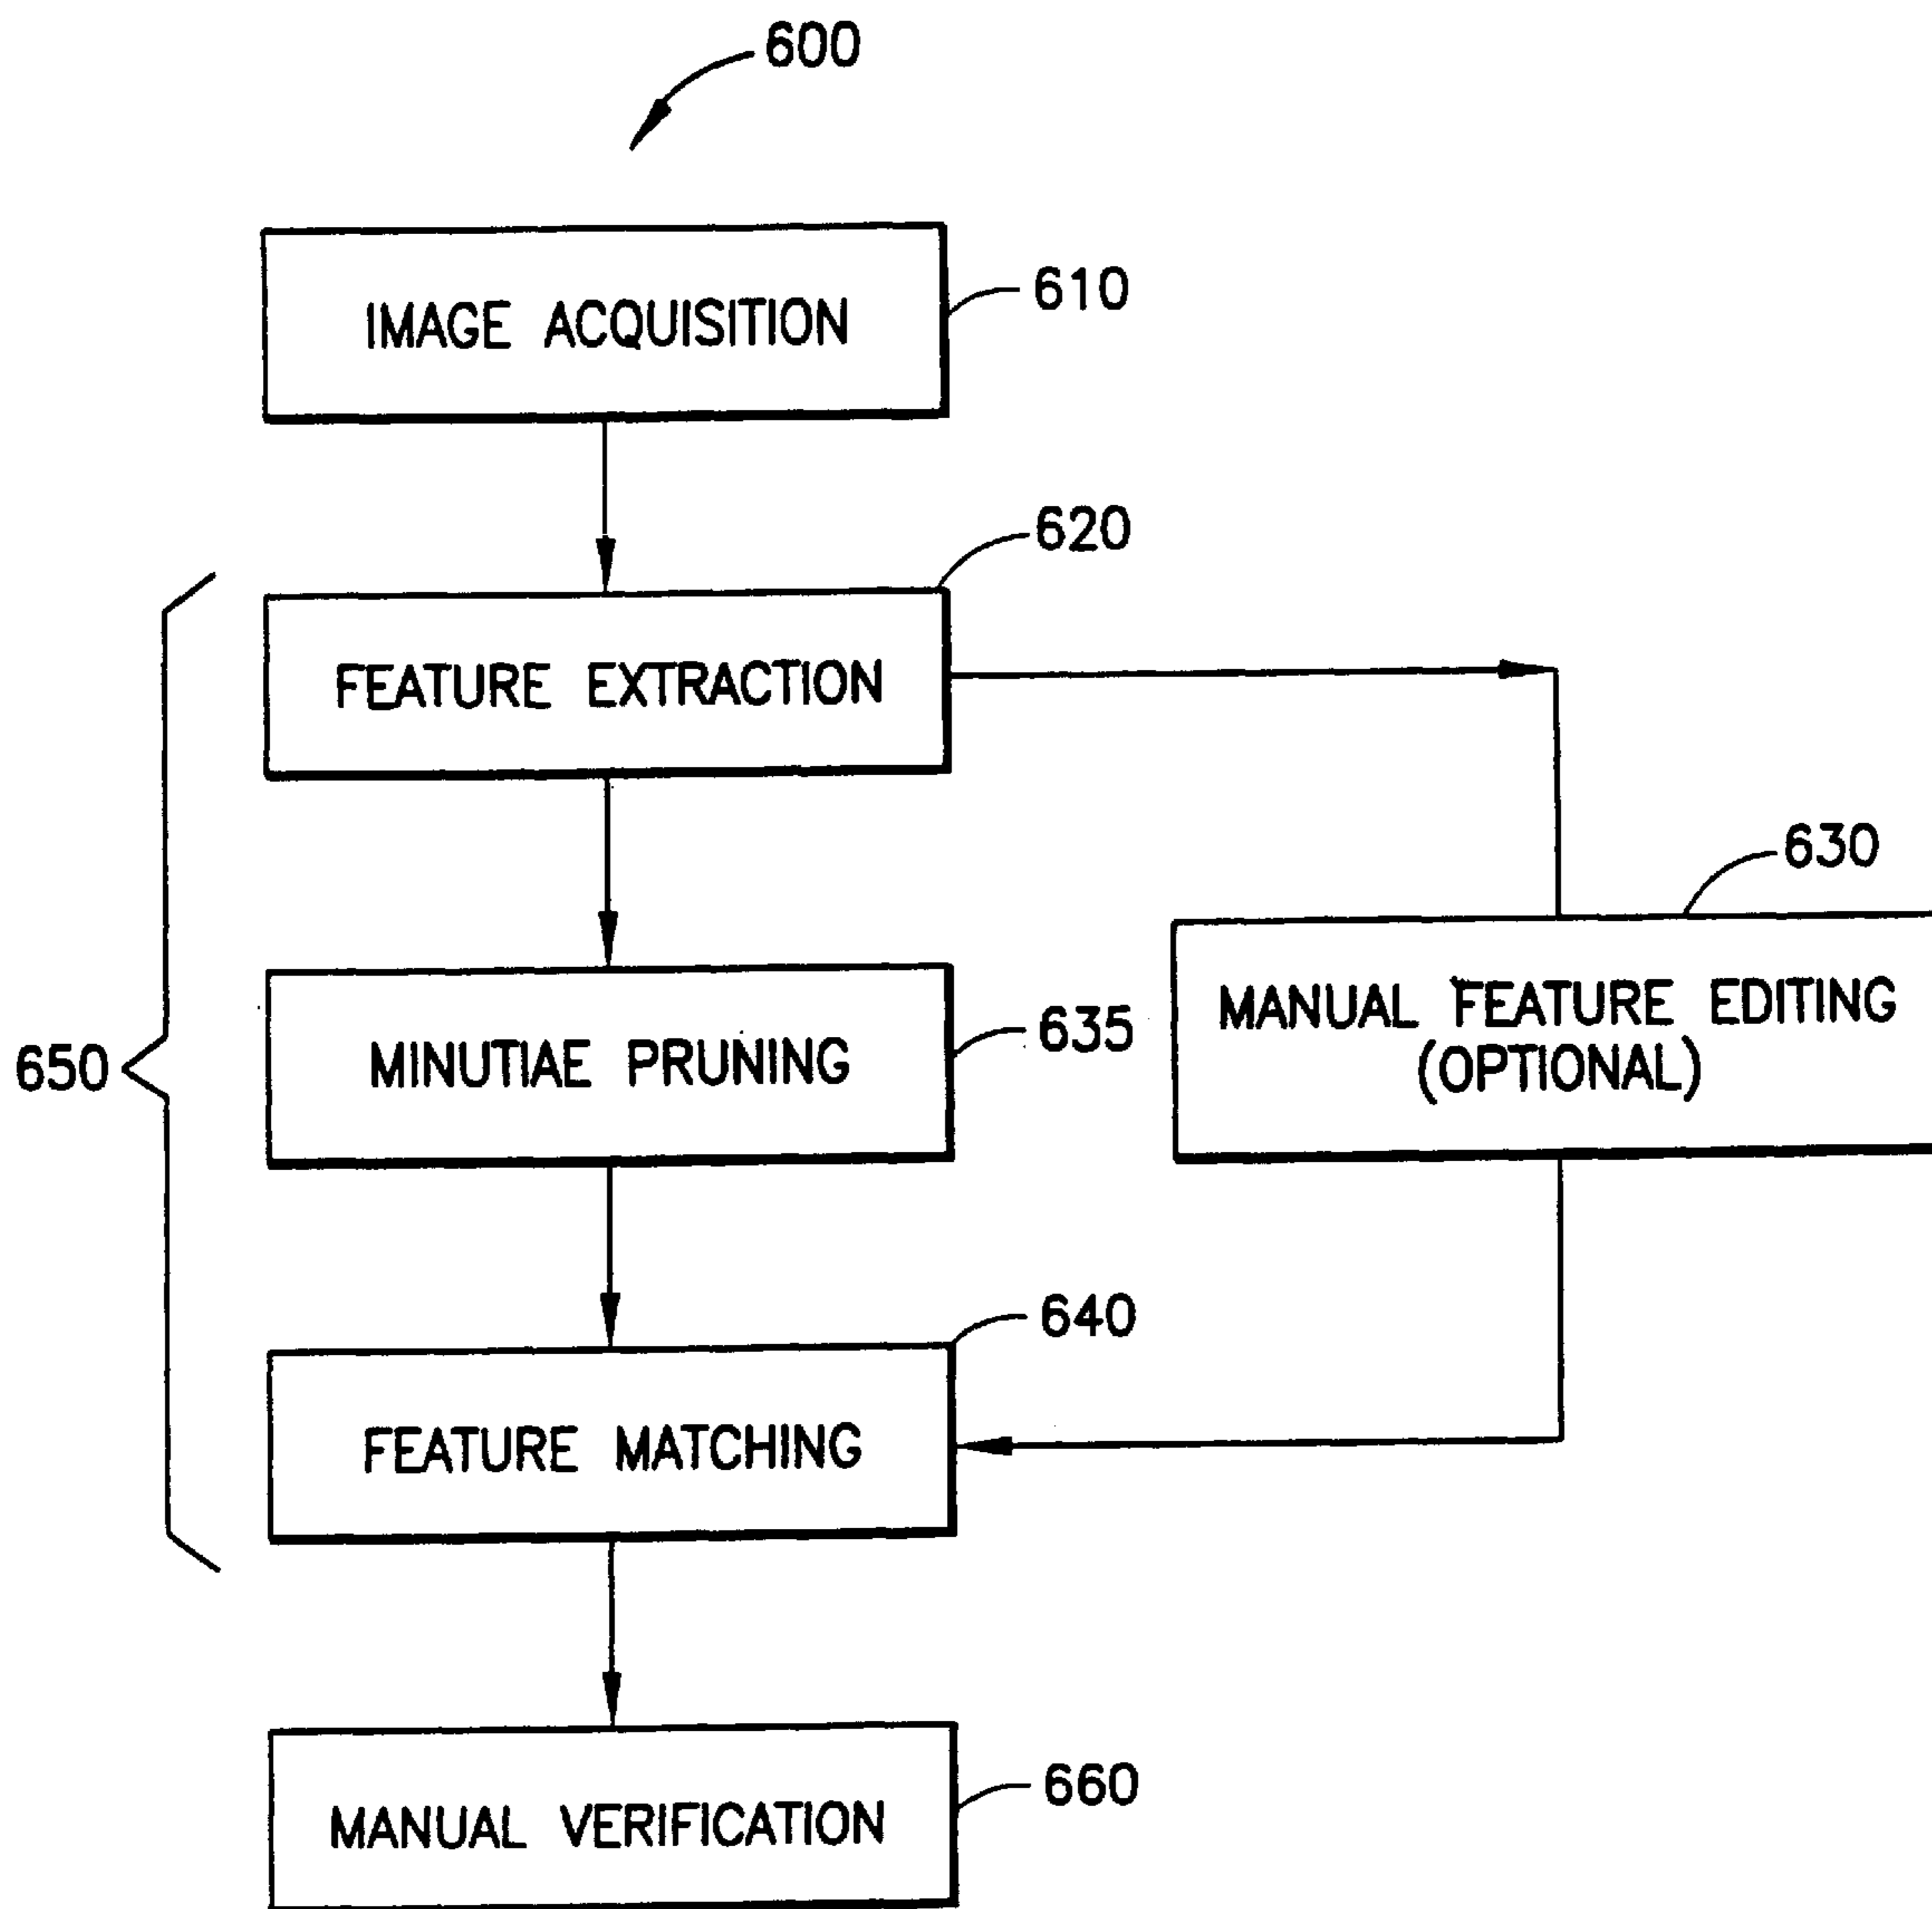 600
IMAGE ACQUISITION
610
620
FEATURE EXTRACTION
630
MANUAL FEATURE EDITING
(OPTIONAL)
635
MINUTIAE PRUNING
650
640
FEATURE MATCHING
660
MANUAL VERIFICATION